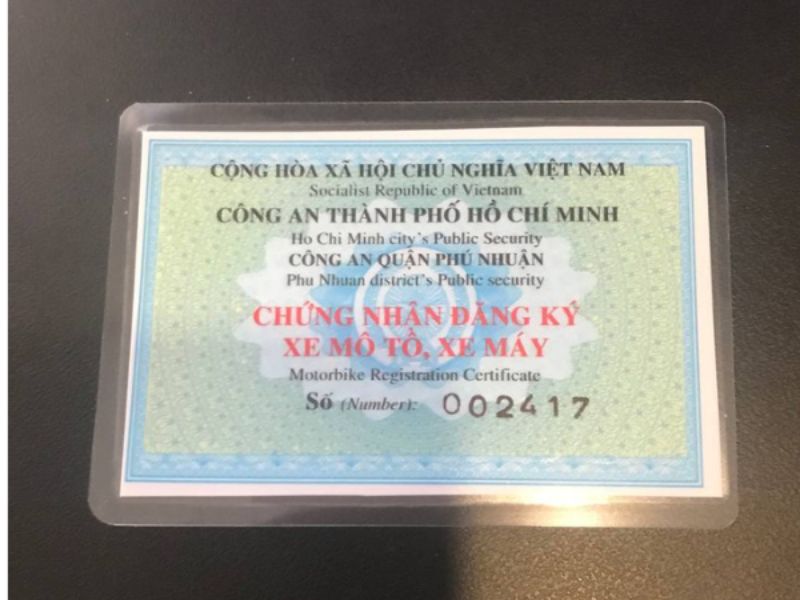 CỘNG HÒA XÃ HỘI CHỦ NGHĨA VIỆT NAM
Socialist Republic of Vietnam
CÔNG AN THÀNH PHỐ HỒ CHÍ MINH
Ho Chi Minh city's Public Security
CÔNG AN QUẬN PHÚ NHUẬN
Phu Nhuan district's Public security
CHỨNG NHẬN ĐĂNG KÝ
XE MÔ TÔ, XE MÁY
Motorbike Registration Certificate
Số (Number): 002417